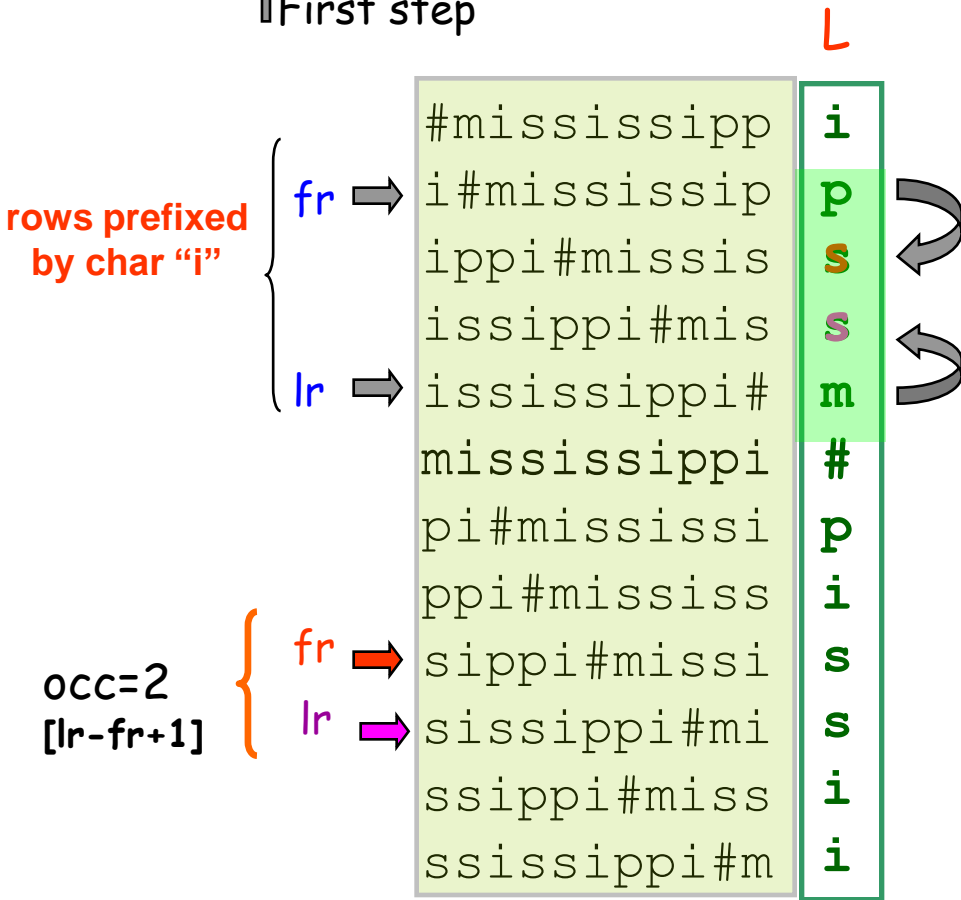 First step
L
#mississipp i
rows prefixed
by char “i”
fr i#mississip p
ippi#missis s
issippi#mis s
lr ississippi# m
mississippi #
pi#mississi p
ppi#mississ i
occ=2
[lr-fr+1]
fr sippi#missi s
lr sissippi#mi s
ssippi#miss i
ssissippi#m i